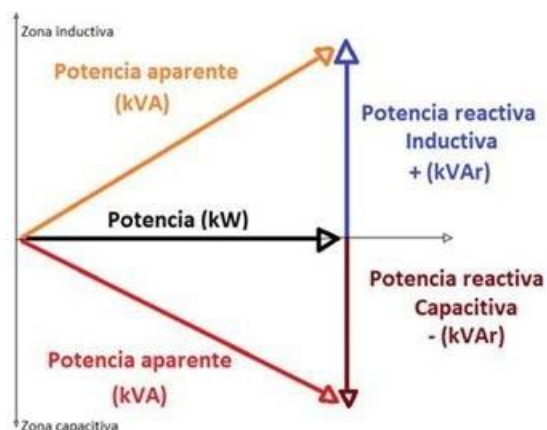 Zona inductiva
Potencia aparente
(kVA)
Potencia reactiva
Inductiva
+ (kVAr)
Potencia (kW)
Potencia reactiva
Capacitiva
- (kVAr)
Potencia aparente
(kVA)
Zona capacitiva